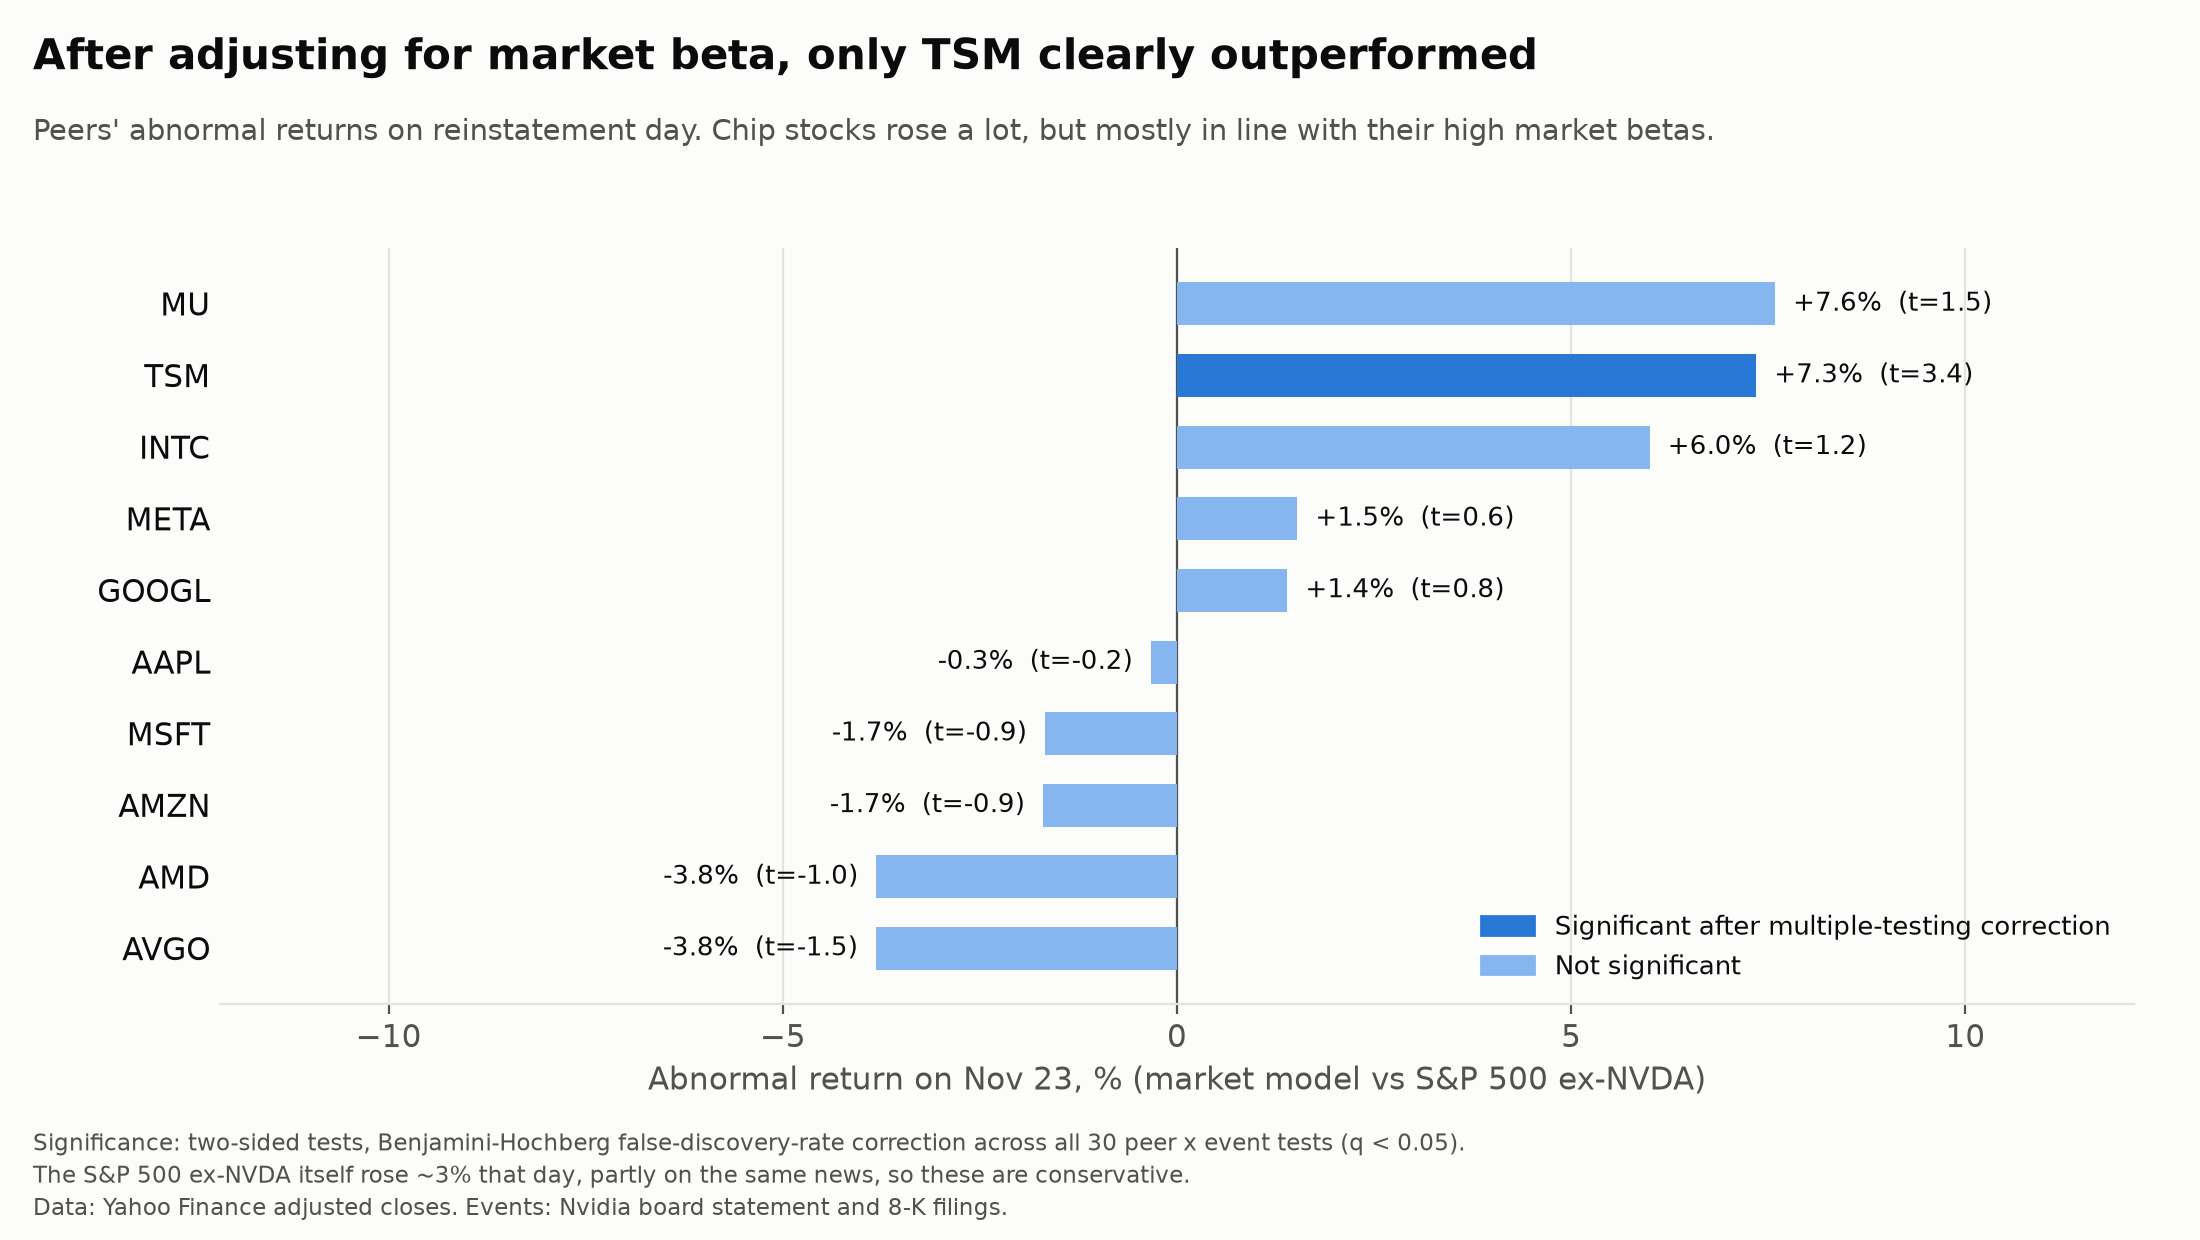 After adjusting for market beta, only TSM clearly outperformed
Peers' abnormal returns on reinstatement day. Chip stocks rose a lot, but mostly in line with their high market betas.
MU +7.6% (t=1.5)
TSM +7.3% (t=3.4)
INTC +6.0% (t=1.2)
META +1.5% (t=0.6)
GOOGL +1.4% (t=0.8)
AAPL -0.3% (t=-0.2)
MSFT -1.7% (t=-0.9)
AMZN -1.7% (t=-0.9)
AMD -3.8% (t=-1.0)
AVGO -3.8% (t=-1.5)
Significant after multiple-testing correction
Not significant
−10 −5 0 5 10
Abnormal return on Nov 23, % (market model vs S&P 500 ex-NVDA)
Significance: two-sided tests, Benjamini-Hochberg false-discovery-rate correction across all 30 peer x event tests (q < 0.05).
The S&P 500 ex-NVDA itself rose ~3% that day, partly on the same news, so these are conservative.
Data: Yahoo Finance adjusted closes. Events: Nvidia board statement and 8-K filings.